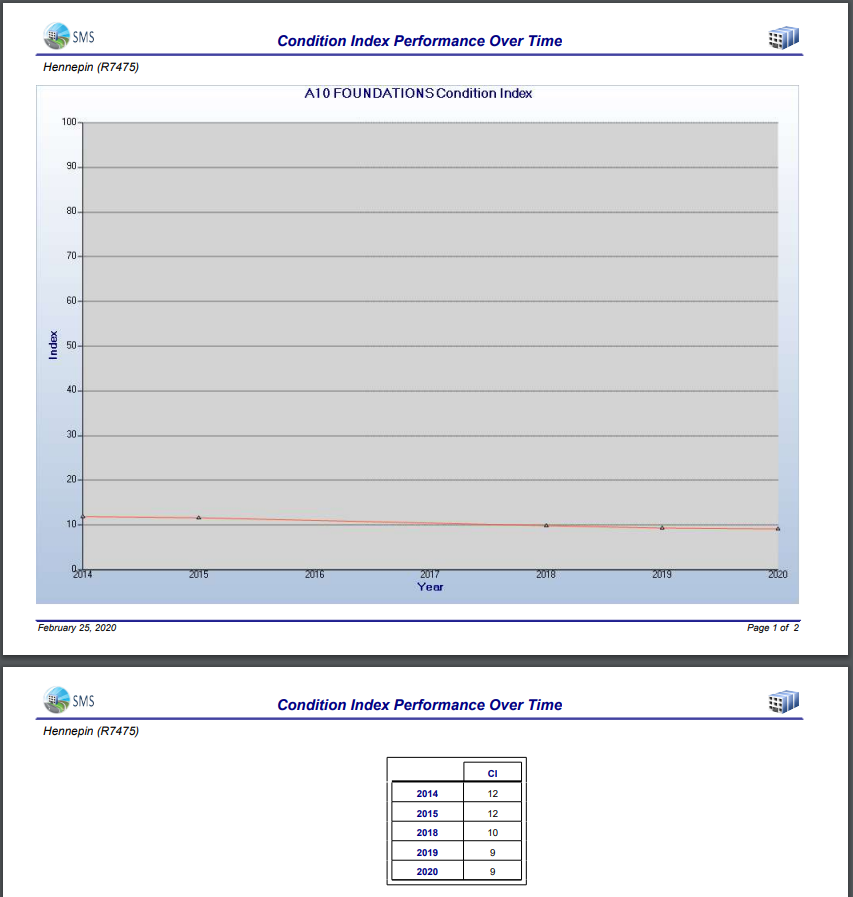 SMS
Condition Index Performance Over Time
Hennepin (R7475)
A10 FOUNDATIONS Condition Index
100
90
80
70
60
50
40
30
20
10
0
Index
2014 2015 2016 2017 2018 2019 2020
Year
February 25, 2020 Page 1 of 2
SMS
Condition Index Performance Over Time
Hennepin (R7475)
CI
2014 12
2015 12
2018 10
2019 9
2020 9